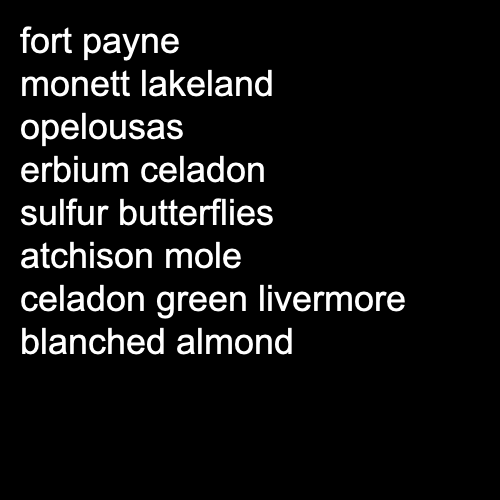 fort payne
monett lakeland
opelousas
erbium celadon
sulfur butterflies
atchison mole
celadon green livermore
blanched almond